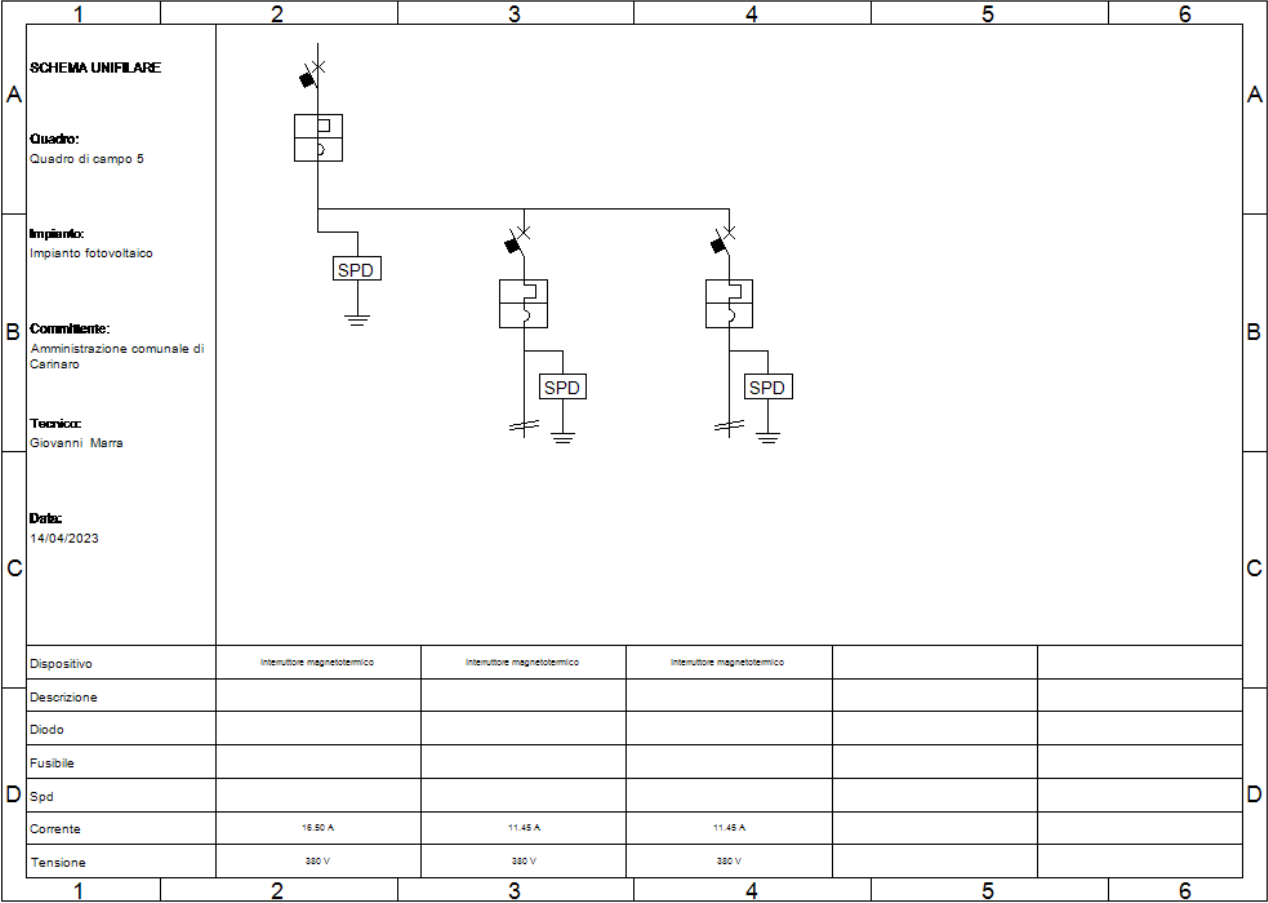 1 2 3 4 5 6
SCHEMA UNIFILARE
A A
Quadro:
Quadro di campo 5
Impianto:
Impianto fotovoltaico
SPD
B B
Committente:
Amministrazione comunale di
Carinaro
SPD SPD
Tecnico:
Giovanni Marra
Data:
14/04/2023
C C
Dispositivo Interruttore magnetotermico Interruttore magnetotermico Interruttore magnetotermico
Descrizione
Diodo
Fusibile
D D
Spd
Corrente 16.50 A 11.45 A 11.45 A
Tensione 380 V 380 V 380 V
1 2 3 4 5 6